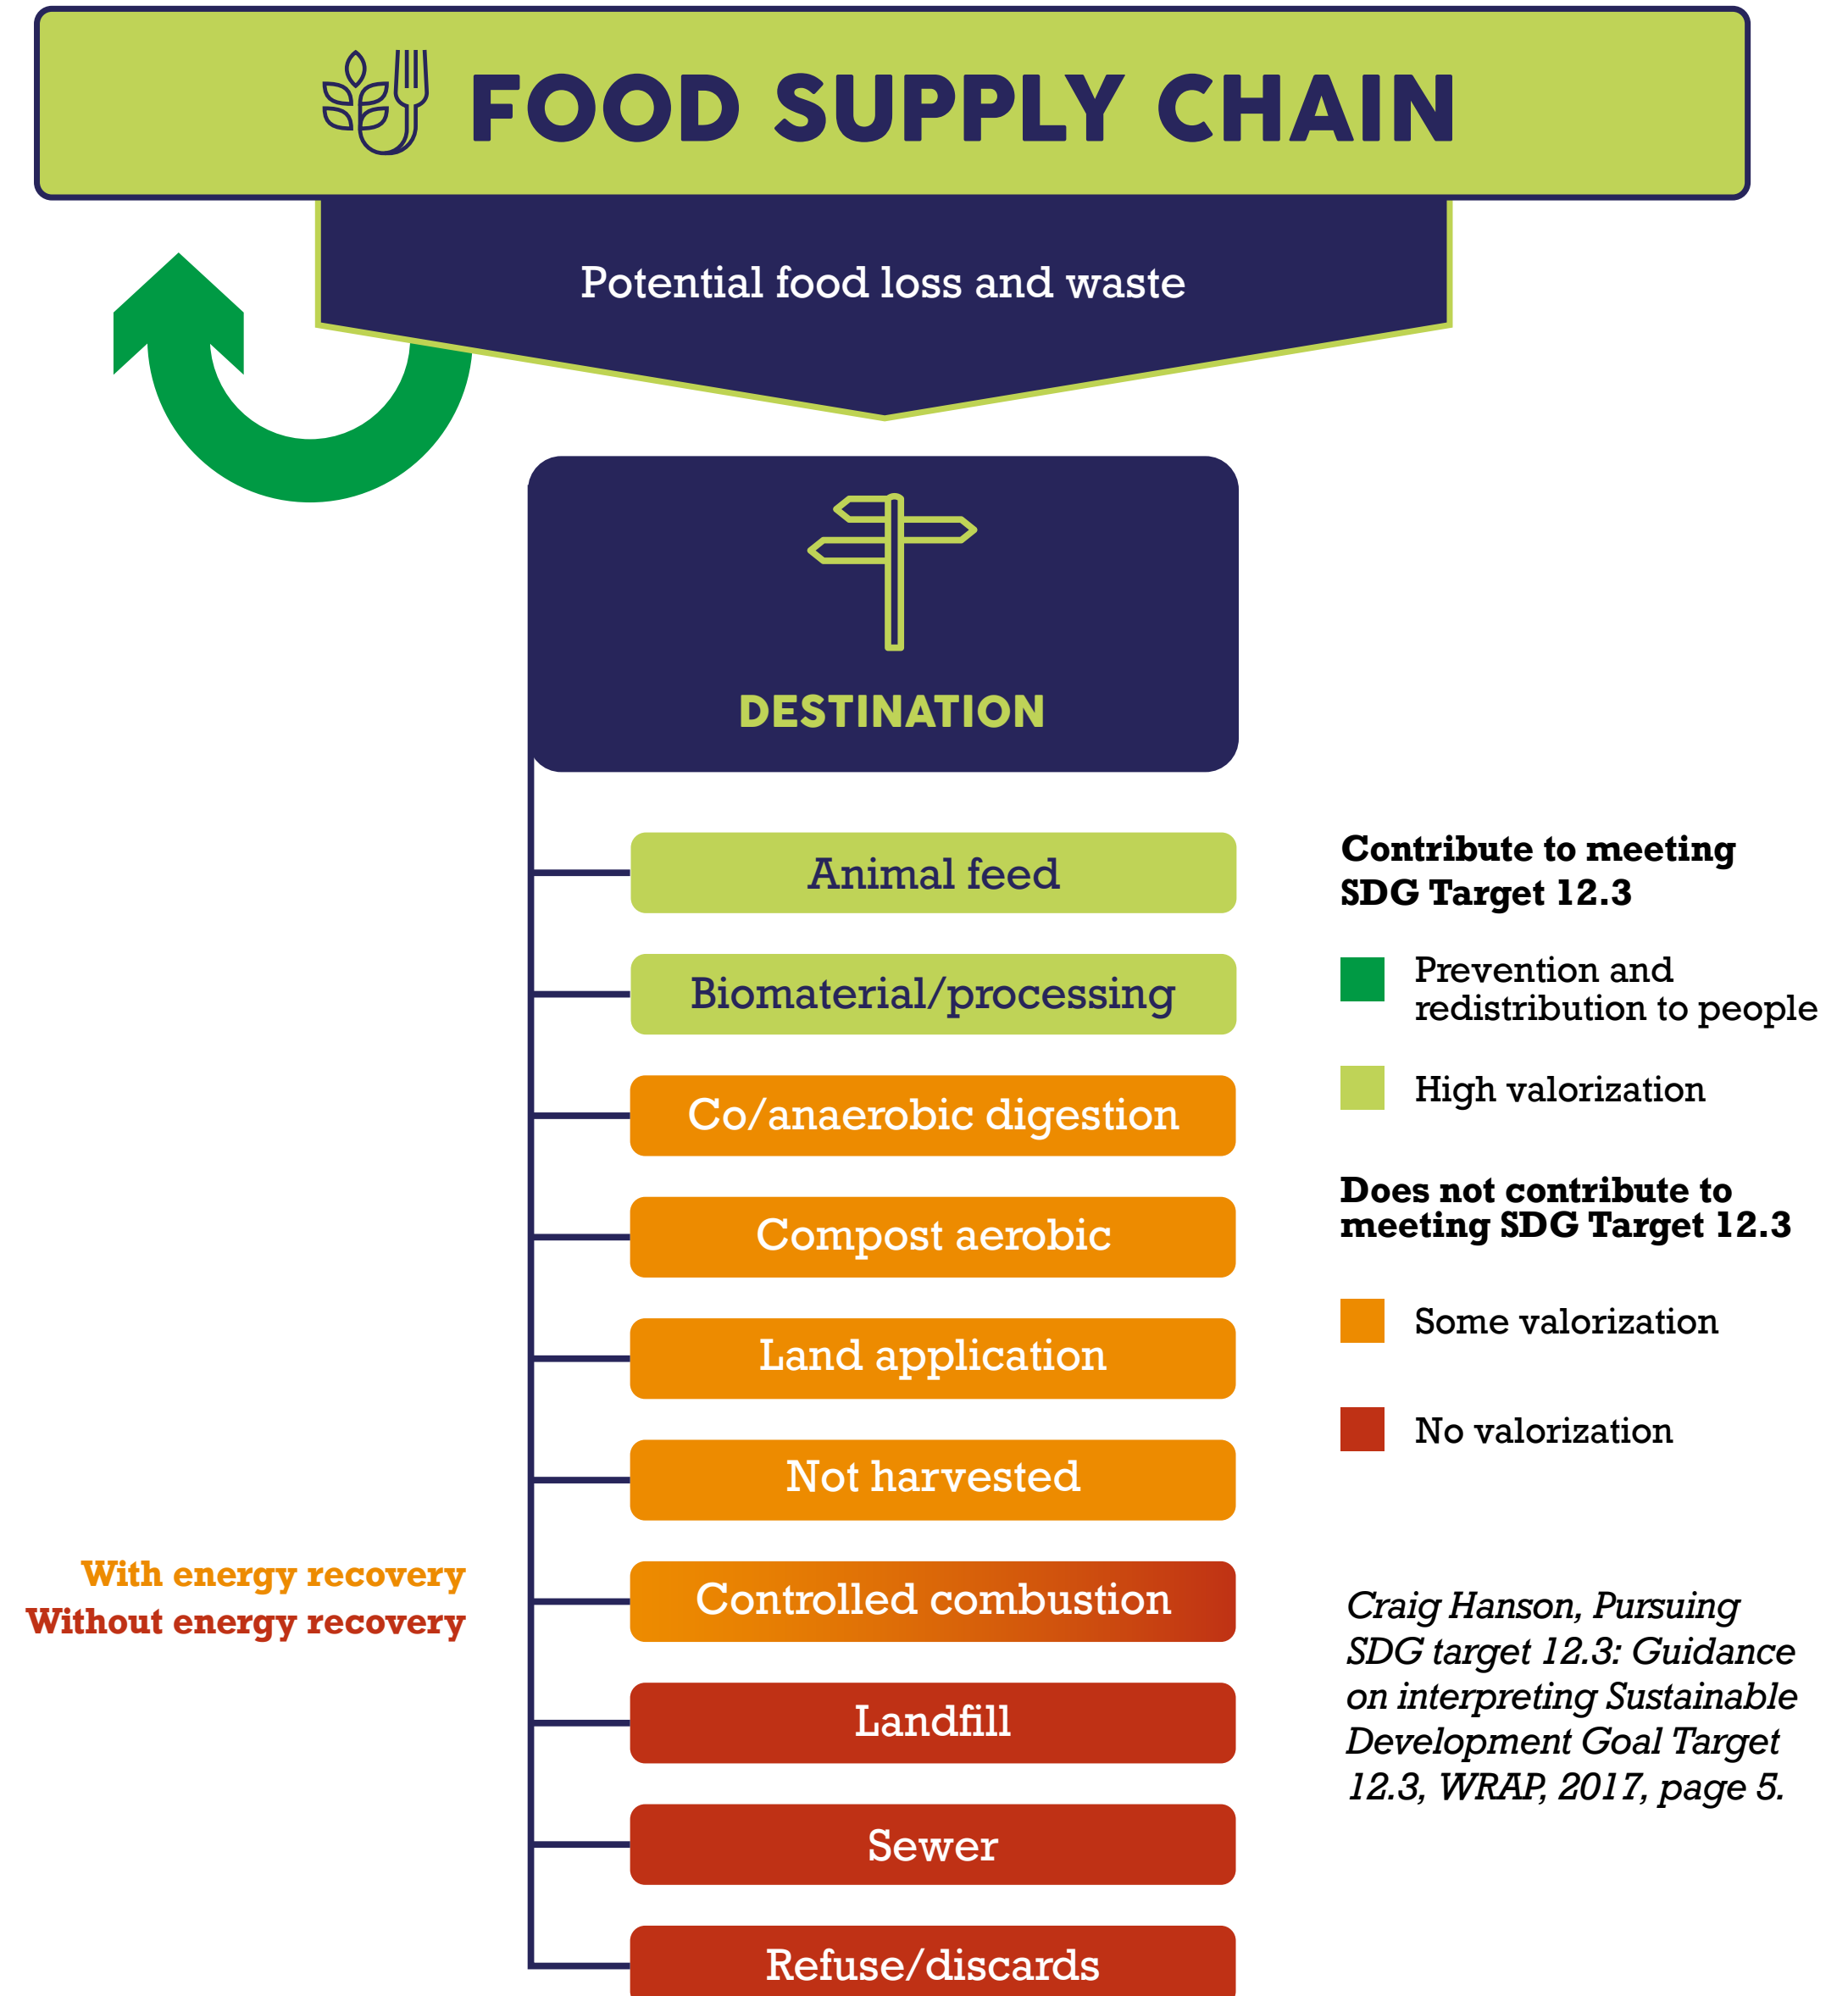 FOOD SUPPLY CHAIN
Potential food loss and waste
DESTINATION
Animal feed
Biomaterial/processing
Co/anaerobic digestion
Compost aerobic
Land application
Not harvested
With energy recovery
Without energy recovery
Controlled combustion
Landfill
Sewer
Refuse/discards
Contribute to meeting
SDG Target 12.3
Prevention and
redistribution to people
High valorization
Does not contribute to
meeting SDG Target 12.3
Some valorization
No valorization
Craig Hanson, Pursuing
SDG target 12.3: Guidance
on interpreting Sustainable
Development Goal Target
12.3, WRAP, 2017, page 5.